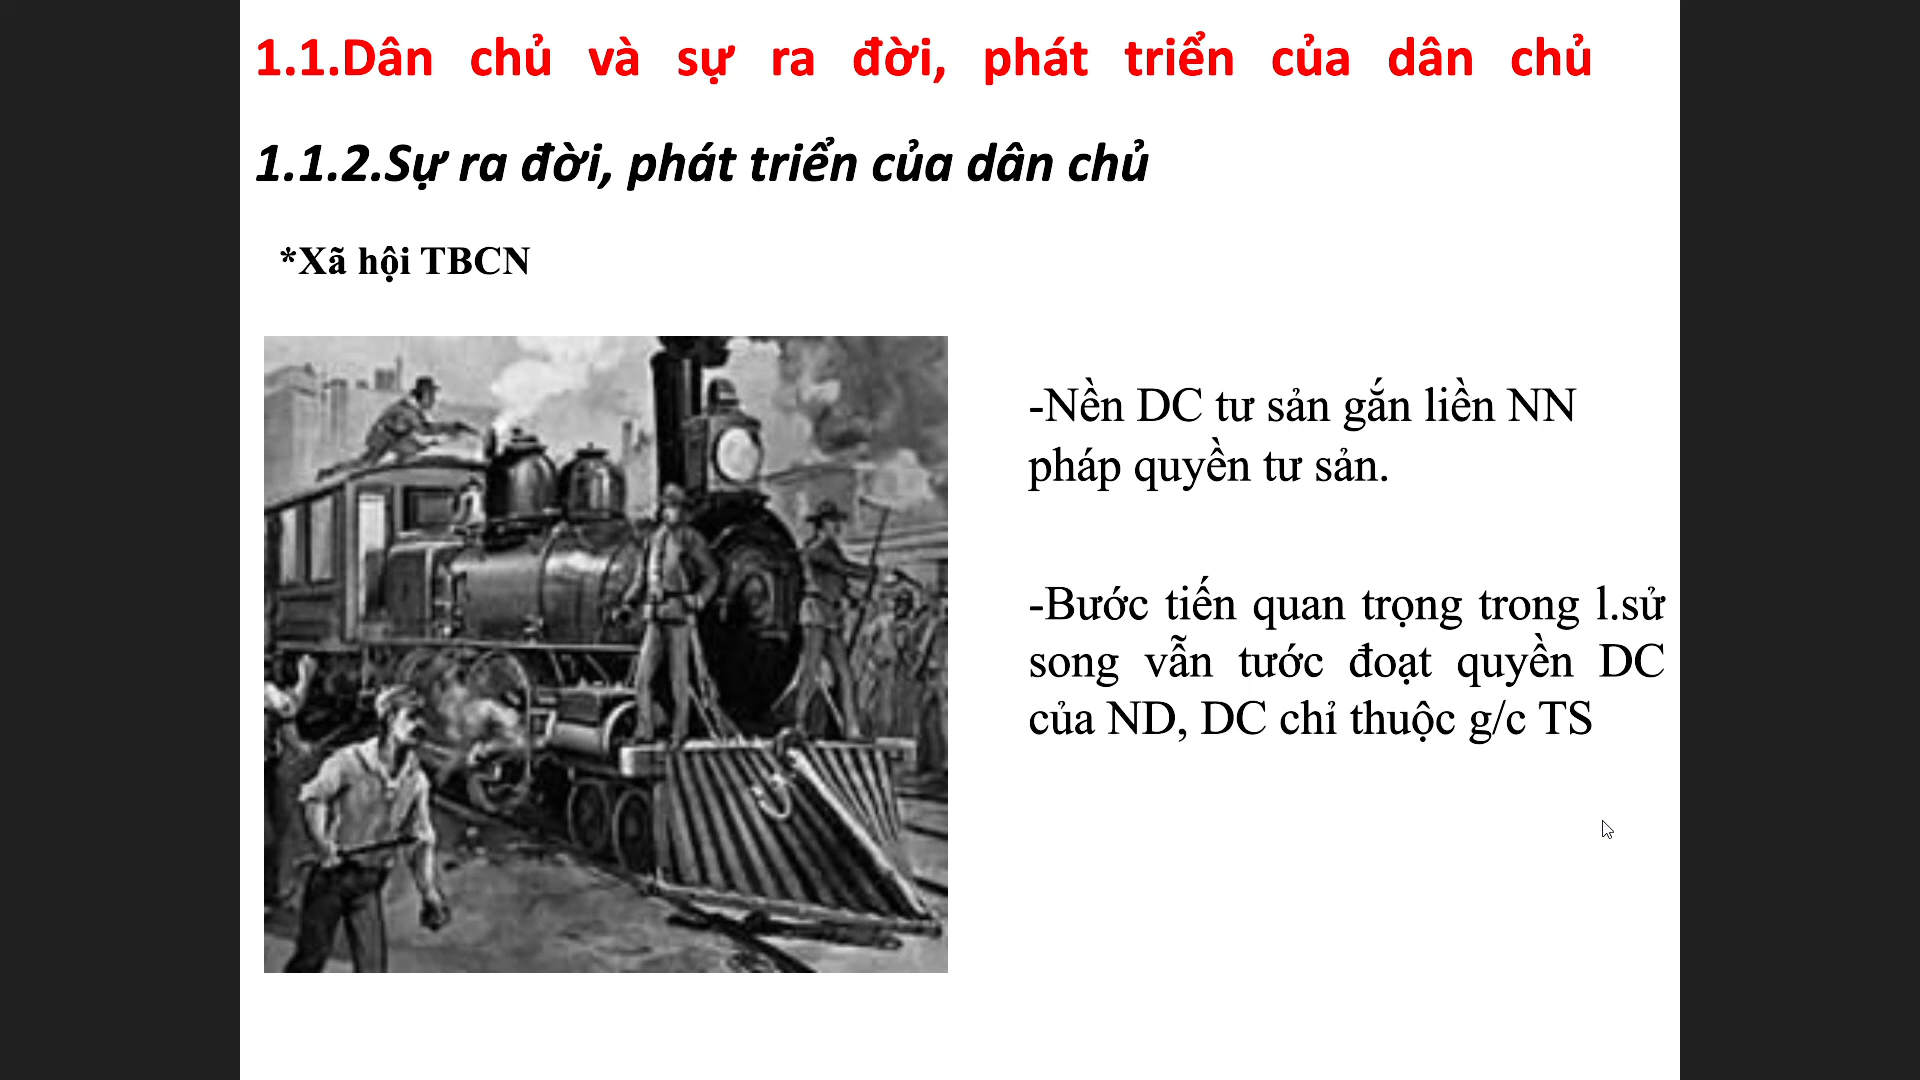 1.1.Dân chủ và sự ra đời, phát triển của dân chủ
1.1.2.Sự ra đời, phát triển của dân chủ
*Xã hội TBCN
-Nền DC tư sản gắn liền NN
pháp quyền tư sản.
-Bước tiến quan trọng trong l.sử
song vẫn tước đoạt quyền DC
của ND, DC chỉ thuộc g/c TS